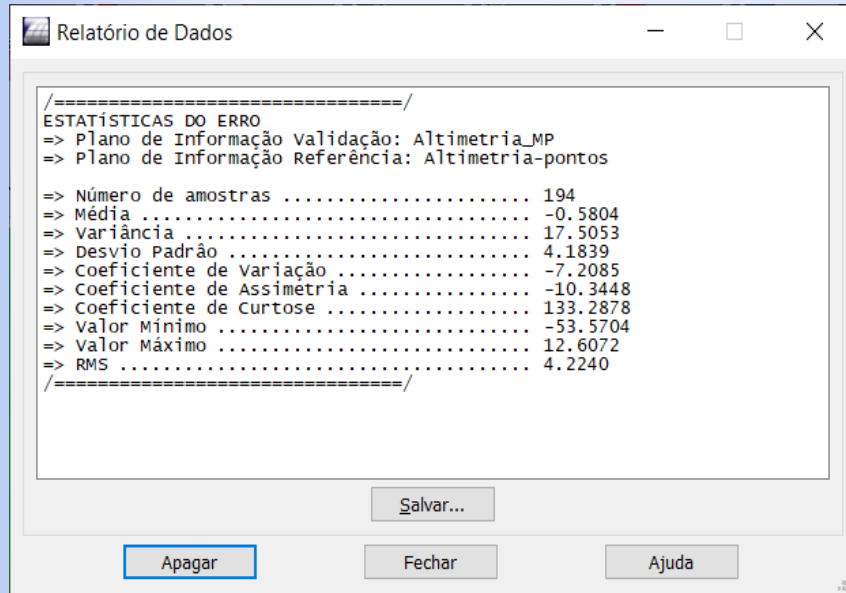 Relatório de Dados
/================================/
ESTATíSTICAS DO ERRO
=> Plano de Informação Validação: Altimetria_MP
=> Plano de Informação Referência: Altimetria-pontos
=> Número de amostras ....................... 194
=> Média .................................... -0.5804
=> Variância ................................ 17.5053
=> Desvio Padrâo ............................ 4.1839
=> Coeficiente de Variação .................. -7.2085
=> Coeficiente de Assimetria ................ -10.3448
=> Coeficiente de Curtose ................... 133.2878
=> Valor Mínimo ............................. -53.5704
=> Valor Máximo ............................. 12.6072
=> RMS ...................................... 4.2240
/================================/
Salvar...
Apagar
Fechar
Ajuda